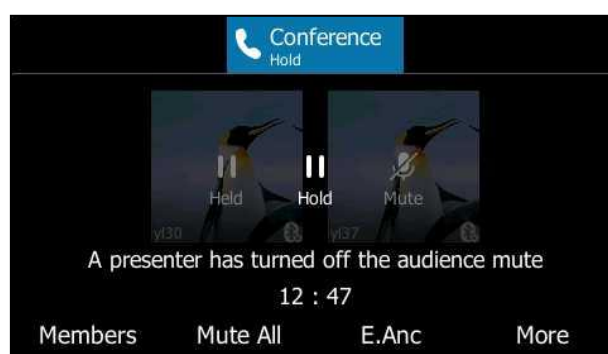 Conference
Hold
Held
Hold
Mute
yl30
yl37
A presenter has turned off the audience mute
12 : 47
Members Mute All E.Anc More